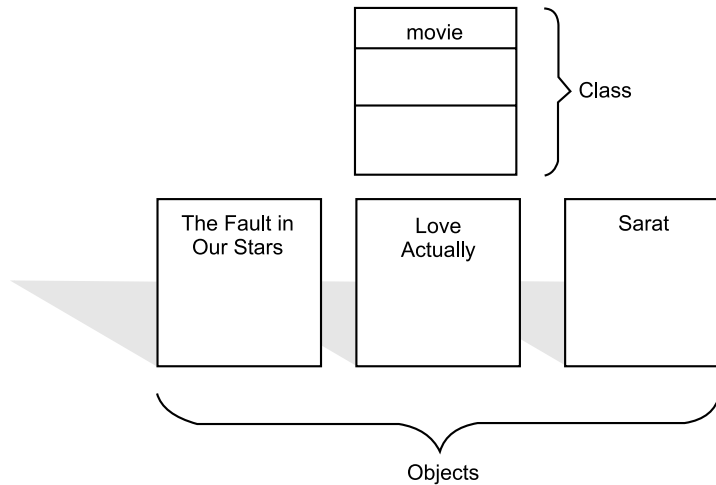 movie
Class
The Fault in
Our Stars
Love
Actually
Sarat
Objects